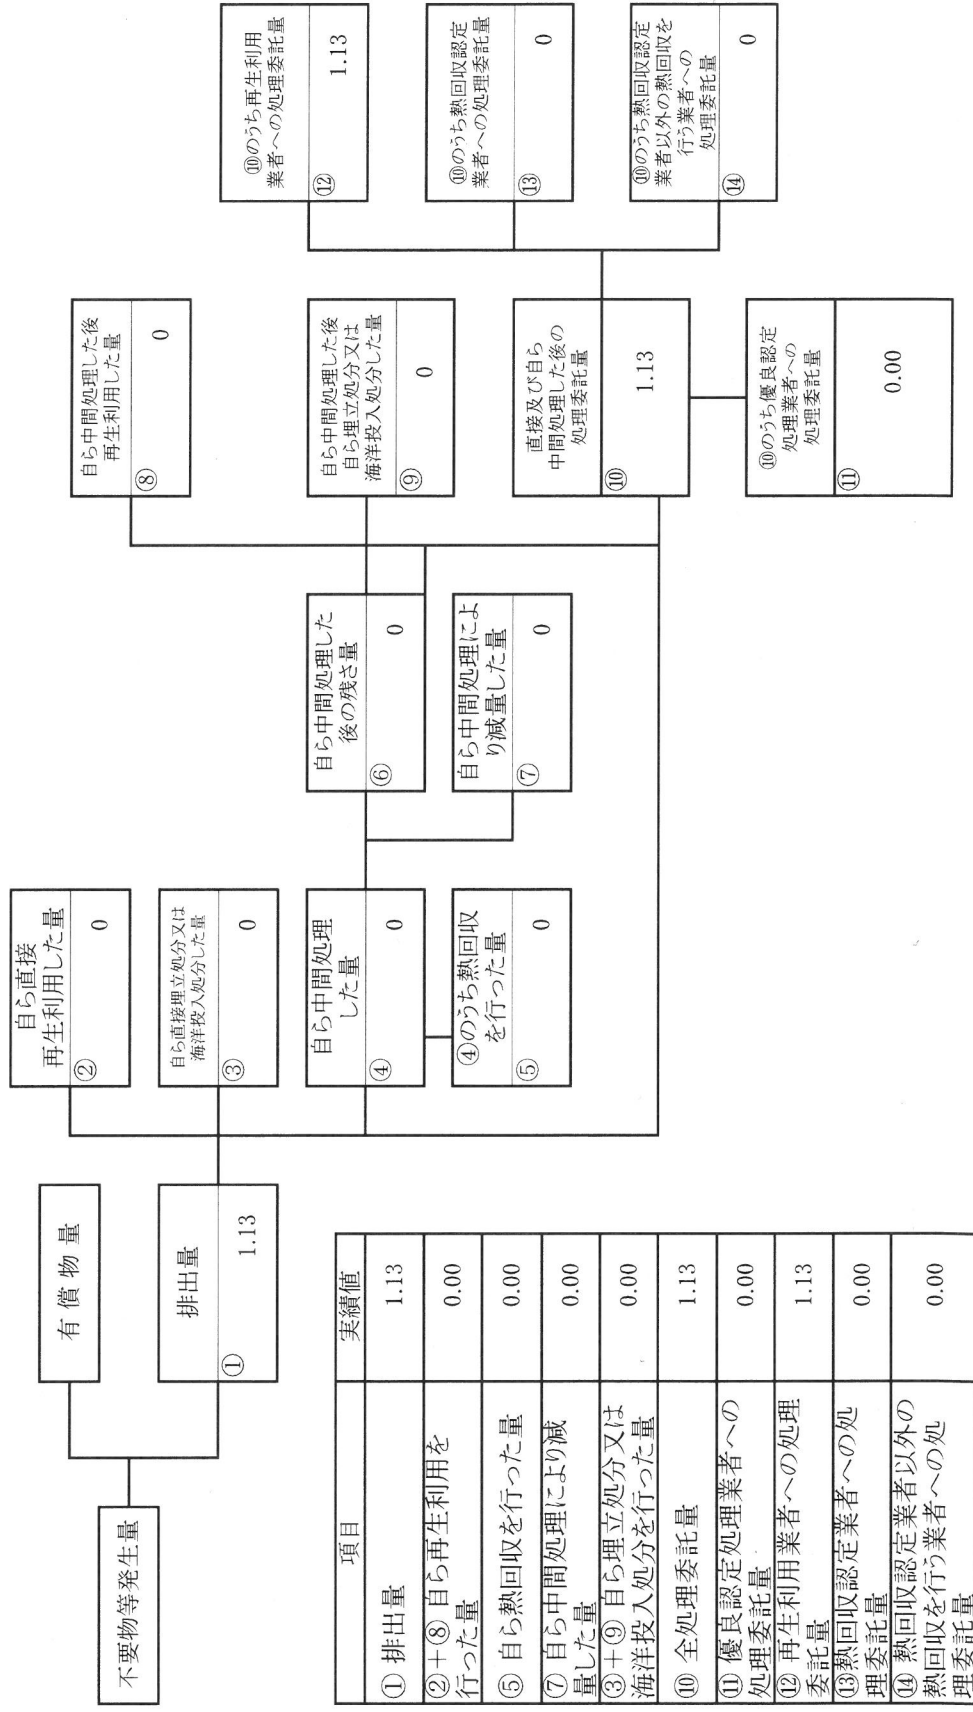 不要物等発生量
有償物量
排出量
①
1.13
自ら直接
再生利用した量
②
0
自ら直接埋立処分又は
海洋投入処分した量
③
0
自ら中間処理
した量
④
0
④のうち熱回収
を行った量
⑤
0
自ら中間処理した
後の残さ量
⑥
0
自ら中間処理によ
り減量した量
⑦
0
自ら中間処理した後
再生利用した量
⑧
0
自ら中間処理した後
自ら埋立処分又は
海洋投入処分した量
⑨
0
直接及び自ら
中間処理した後の
処理委託量
⑩
1.13
⑩のうち優良認定
処理業者への
処理委託量
⑪
0.00
⑩のうち再生利用
業者への処理委託量
⑫
1.13
⑩のうち熱回収認定
業者への処理委託量
⑬
0
⑩のうち熱回収認定
業者以外の熱回収を
行う業者への
処理委託量
⑭
0
項目 実績値
① 排出量 1.13
②+⑧ 自ら再生利用を
行った量 0.00
⑤ 自ら熱回収を行った量 0.00
⑦ 自ら中間処理により減
量した量 0.00
③+⑨ 自ら埋立処分又は
海洋投入処分を行った量 0.00
⑩ 全処理委託量 1.13
⑪ 優良認定処理業者への
処理委託量 0.00
⑫ 再生利用業者への処理
委託量 1.13
⑬熱回収認定業者への処
理委託量 0.00
⑭ 熱回収認定業者以外の
熱回収を行う業者への処
理委託量 0.00